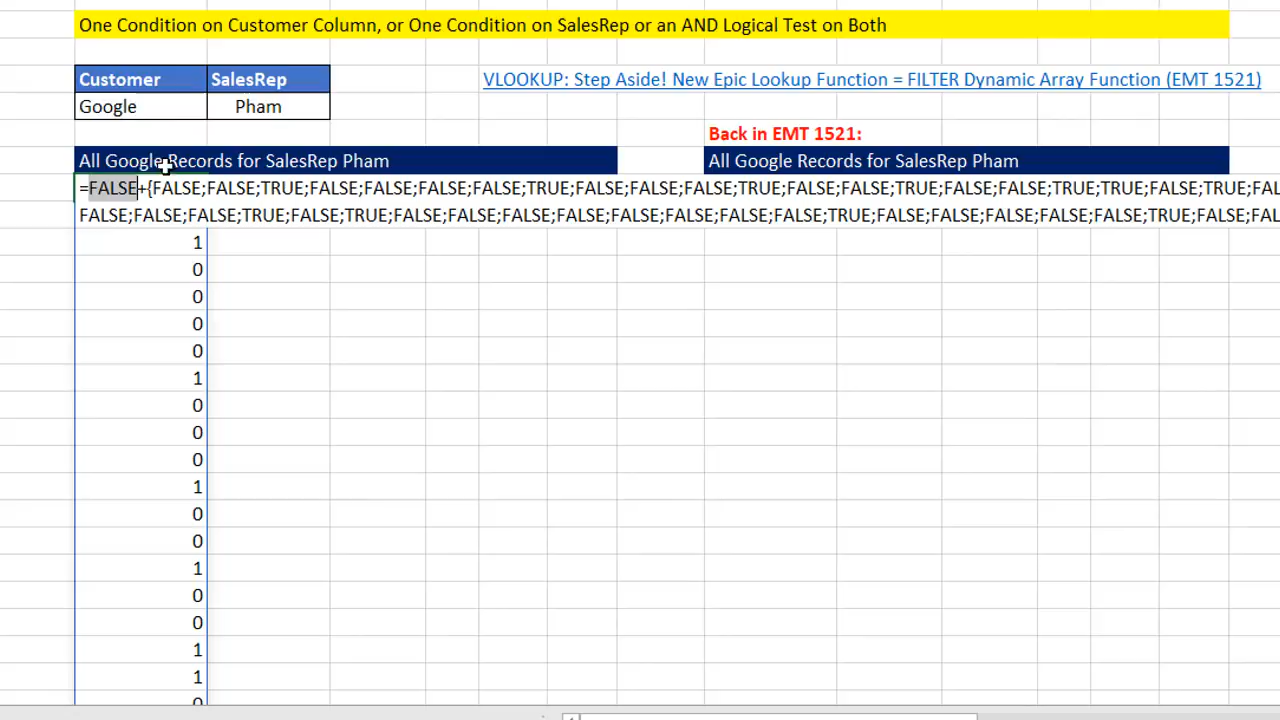 One Condition on Customer Column, or One Condition on SalesRep or an AND Logical Test on Both
Customer SalesRep VLOOKUP: Step Aside! New Epic Lookup Function = FILTER Dynamic Array Function (EMT 1521)
Google Pham
Back in EMT 1521:
All Google Records for SalesRep Pham All Google Records for SalesRep Pham
=FALSE+{FALSE;FALSE;TRUE;FALSE;FALSE;FALSE;FALSE;TRUE;FALSE;FALSE;FALSE;TRUE;FALSE;FALSE;TRUE;FALSE;FALSE;TRUE;TRUE;FAL
FALSE;FALSE;FALSE;TRUE;FALSE;TRUE;FALSE;FALSE;FALSE;FALSE;FALSE;FALSE;FALSE;FALSE;TRUE;FALSE;FALSE;FALSE;FALSE;FALSE;TRUE;FALSE;FALS
1
0
0
0
0
1
0
0
0
1
0
0
1
0
0
1
1
0